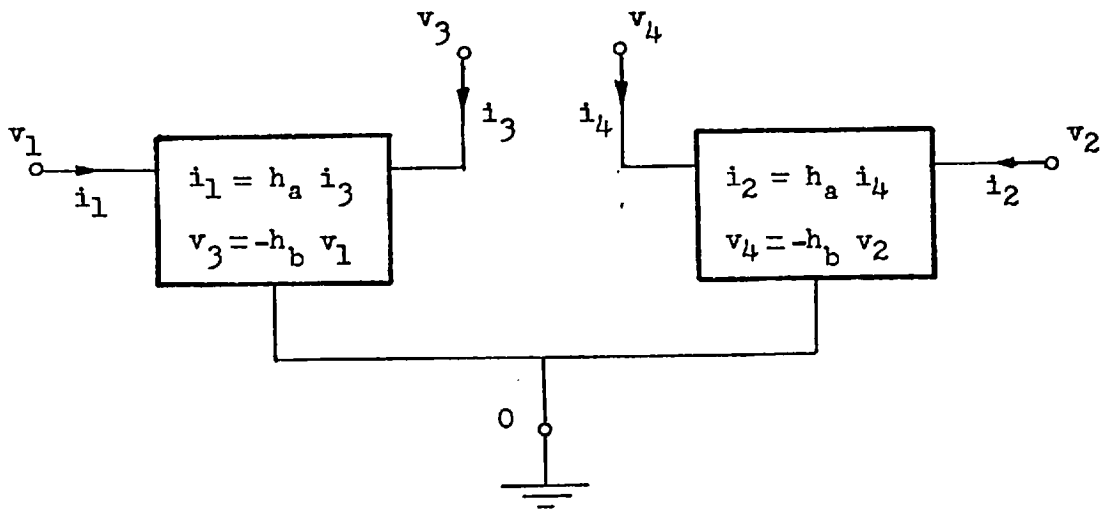 v3
v4
v1
i3
i4
v2
i1
i1 = ha i3
v3 = -hb v1
i2 = ha i4
v4 = -hb v2
i2
0